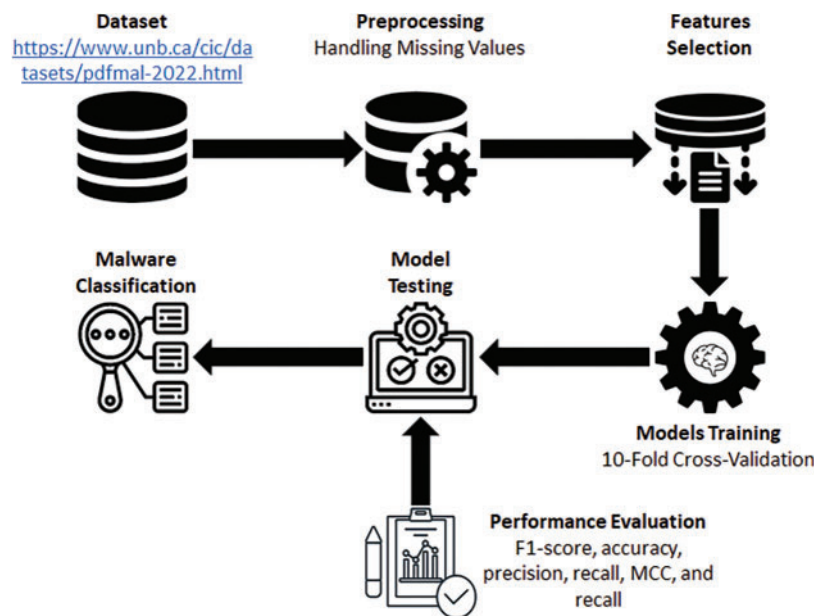 Dataset
https://www.unb.ca/cic/da
tasets/pdfmal-2022.html
Preprocessing
Handling Missing Values
Features
Selection
Malware
Classification
Model
Testing
Models Training
10-Fold Cross-Validation
Performance Evaluation
F1-score, accuracy,
precision, recall, MCC, and
recall